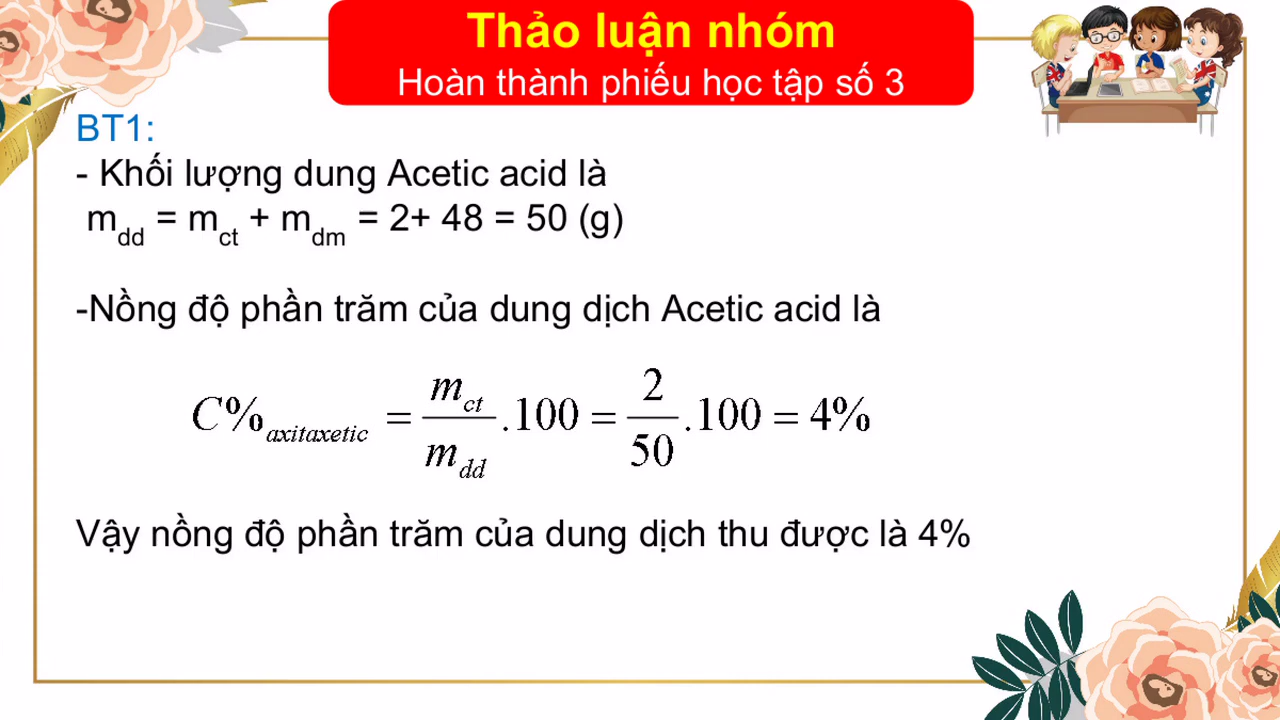 Thảo luận nhóm
Hoàn thành phiếu học tập số 3
BT1:
- Khối lượng dung Acetic acid là
m_dd = m_ct + m_dm = 2+ 48 = 50 (g)
-Nồng độ phần trăm của dung dịch Acetic acid là
C%_axitaxetic = m_ct/m_dd .100 = 2/50 .100 = 4%
Vậy nồng độ phần trăm của dung dịch thu được là 4%